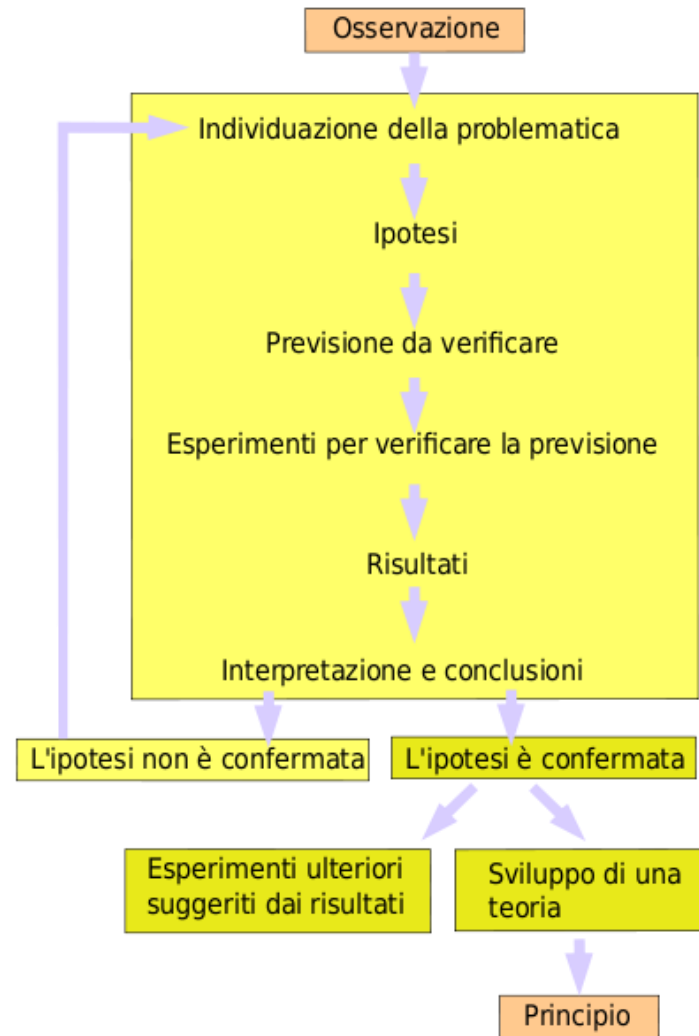 Osservazione
Individuazione della problematica
Ipotesi
Previsione da verificare
Esperimenti per verificare la previsione
Risultati
Interpretazione e conclusioni
L'ipotesi non è confermata
L'ipotesi è confermata
Esperimenti ulteriori
suggeriti dai risultati
Sviluppo di una
teoria
Principio